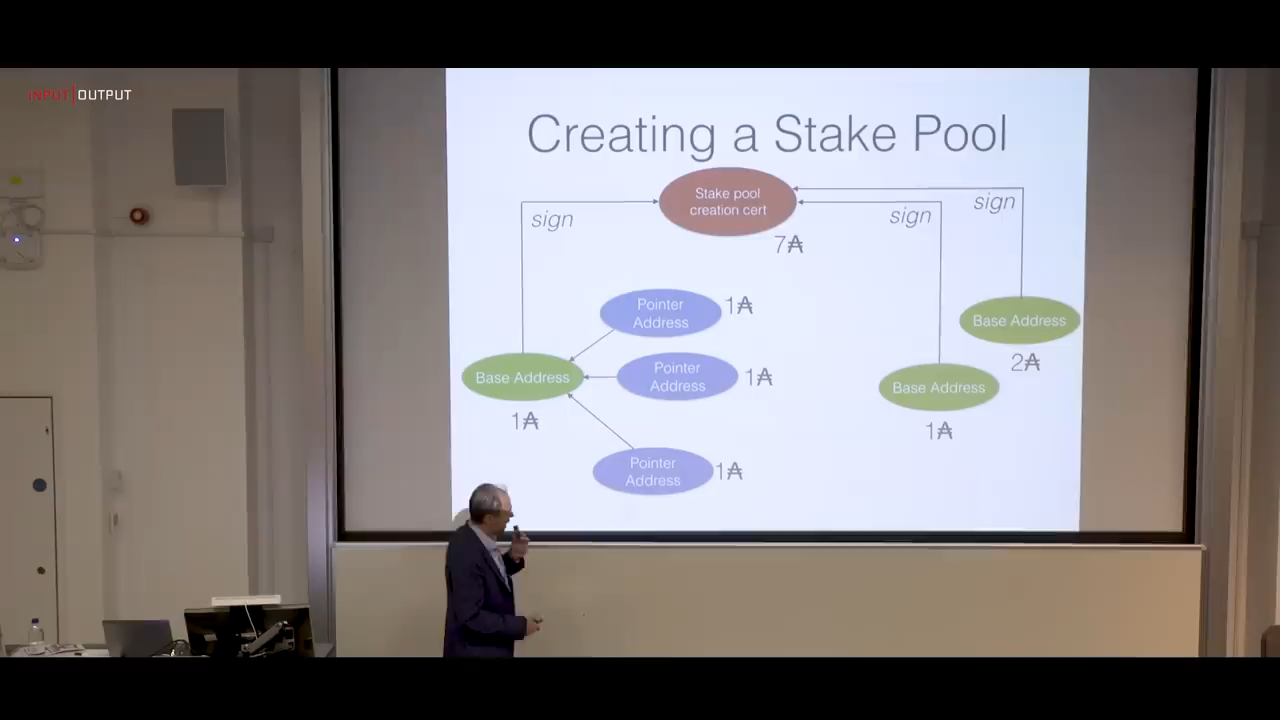 INPUT|OUTPUT
Creating a Stake Pool
Stake pool
creation cert
sign
sign
sign
7₳
Pointer
Address
1₳
Base Address
2₳
Pointer
Address
1₳
Base Address
1₳
Base Address
1₳
Pointer
Address
1₳